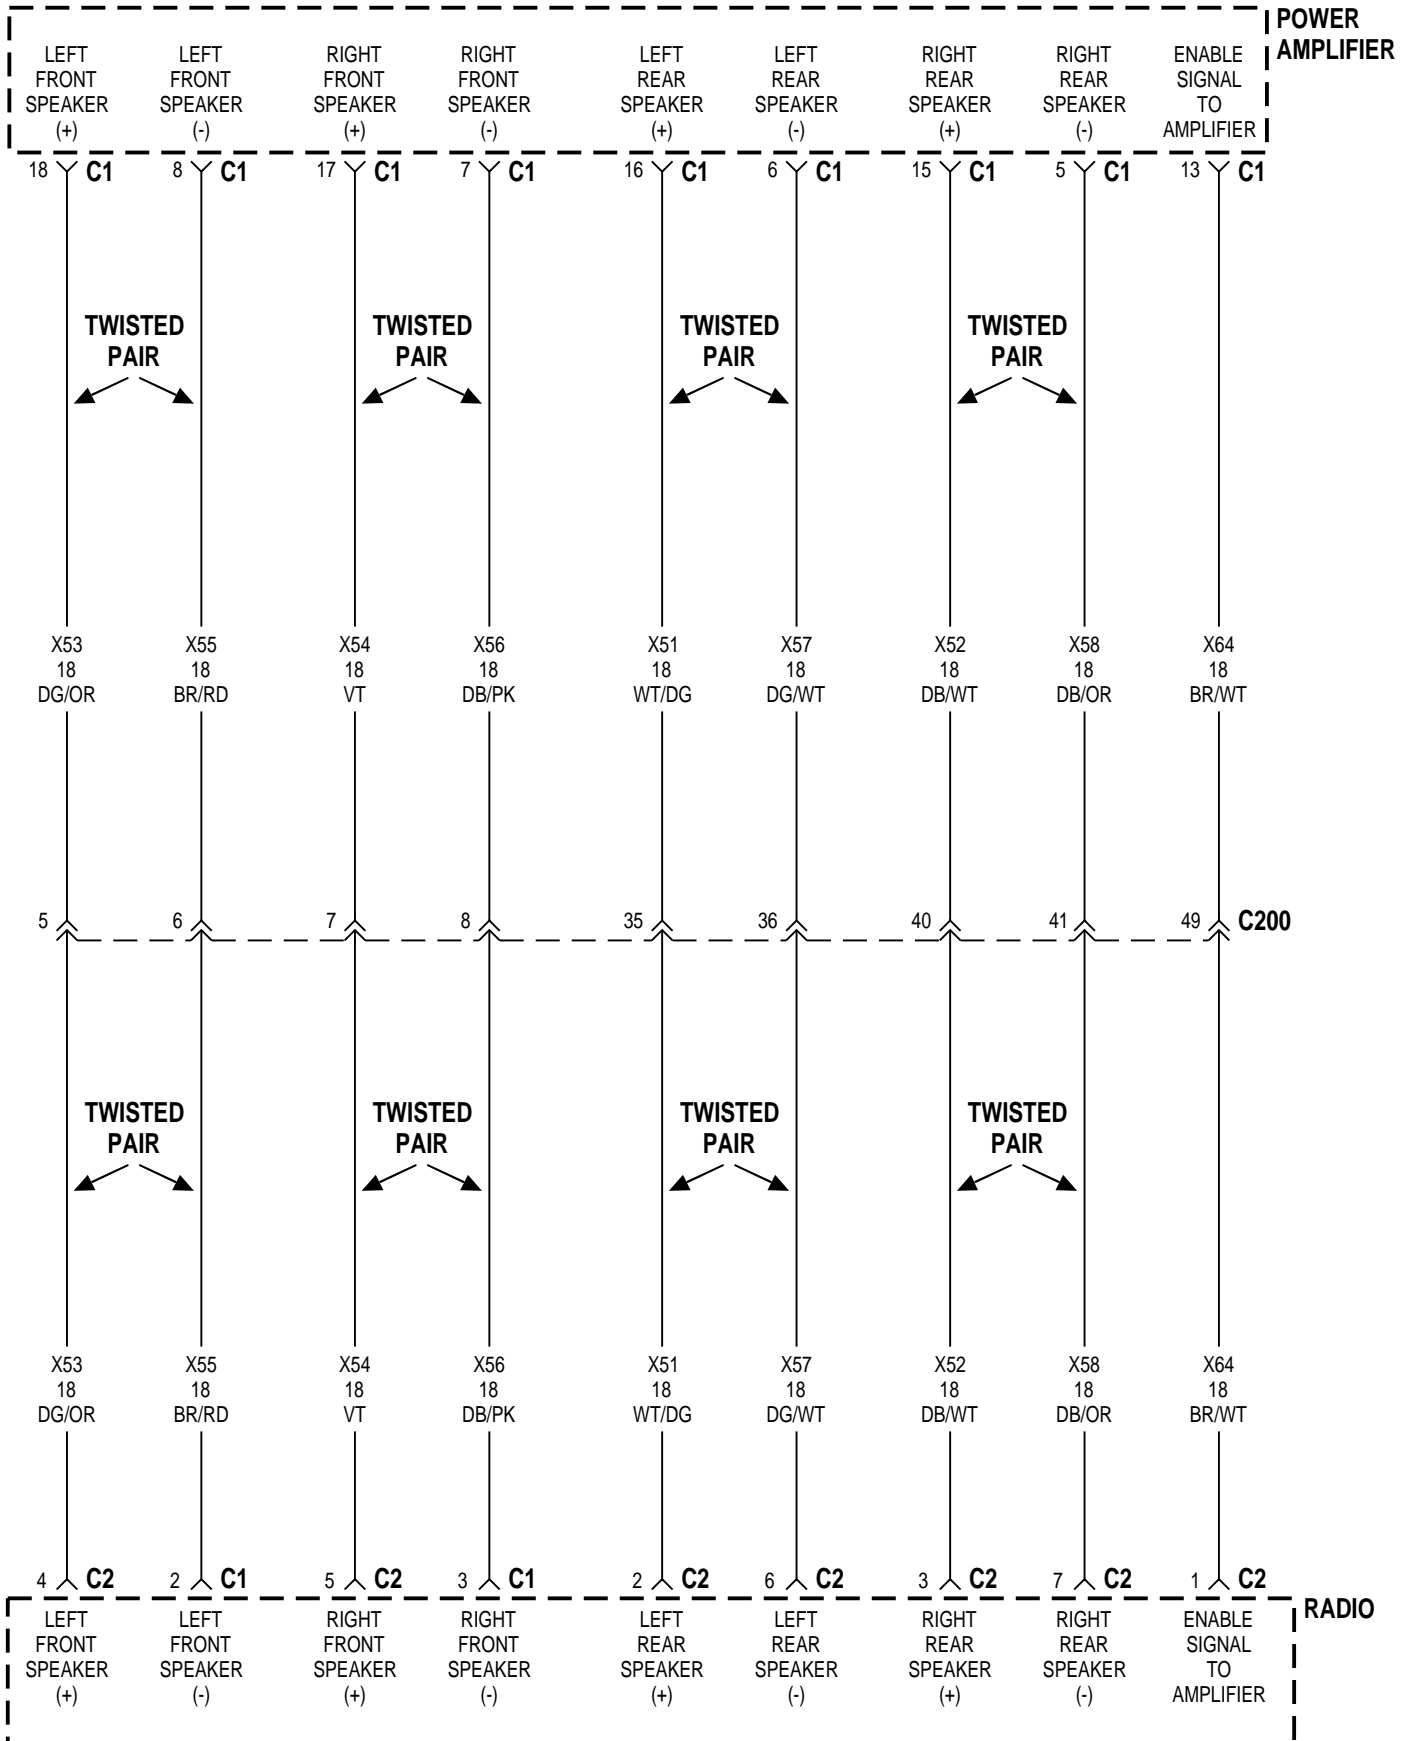 POWER
AMPLIFIER
LEFT FRONT SPEAKER (+)
LEFT FRONT SPEAKER (-)
RIGHT FRONT SPEAKER (+)
RIGHT FRONT SPEAKER (-)
LEFT REAR SPEAKER (+)
LEFT REAR SPEAKER (-)
RIGHT REAR SPEAKER (+)
RIGHT REAR SPEAKER (-)
ENABLE SIGNAL TO AMPLIFIER
18 C1 8 C1 17 C1 7 C1 16 C1 6 C1 15 C1 5 C1 13 C1
TWISTED TWISTED TWISTED TWISTED
PAIR PAIR PAIR PAIR
X53 X55 X54 X56 X51 X57 X52 X58 X64
18 18 18 18 18 18 18 18 18
DG/OR BR/RD VT DB/PK WT/DG DG/WT DB/WT DB/OR BR/WT
5 6 7 8 35 36 40 41 49 C200
TWISTED TWISTED TWISTED TWISTED
PAIR PAIR PAIR PAIR
X53 X55 X54 X56 X51 X57 X52 X58 X64
18 18 18 18 18 18 18 18 18
DG/OR BR/RD VT DB/PK WT/DG DG/WT DB/WT DB/OR BR/WT
4 C2 2 C1 5 C2 3 C1 2 C2 6 C2 3 C2 7 C2 1 C2
RADIO
LEFT FRONT SPEAKER (+)
LEFT FRONT SPEAKER (-)
RIGHT FRONT SPEAKER (+)
RIGHT FRONT SPEAKER (-)
LEFT REAR SPEAKER (+)
LEFT REAR SPEAKER (-)
RIGHT REAR SPEAKER (+)
RIGHT REAR SPEAKER (-)
ENABLE SIGNAL TO AMPLIFIER